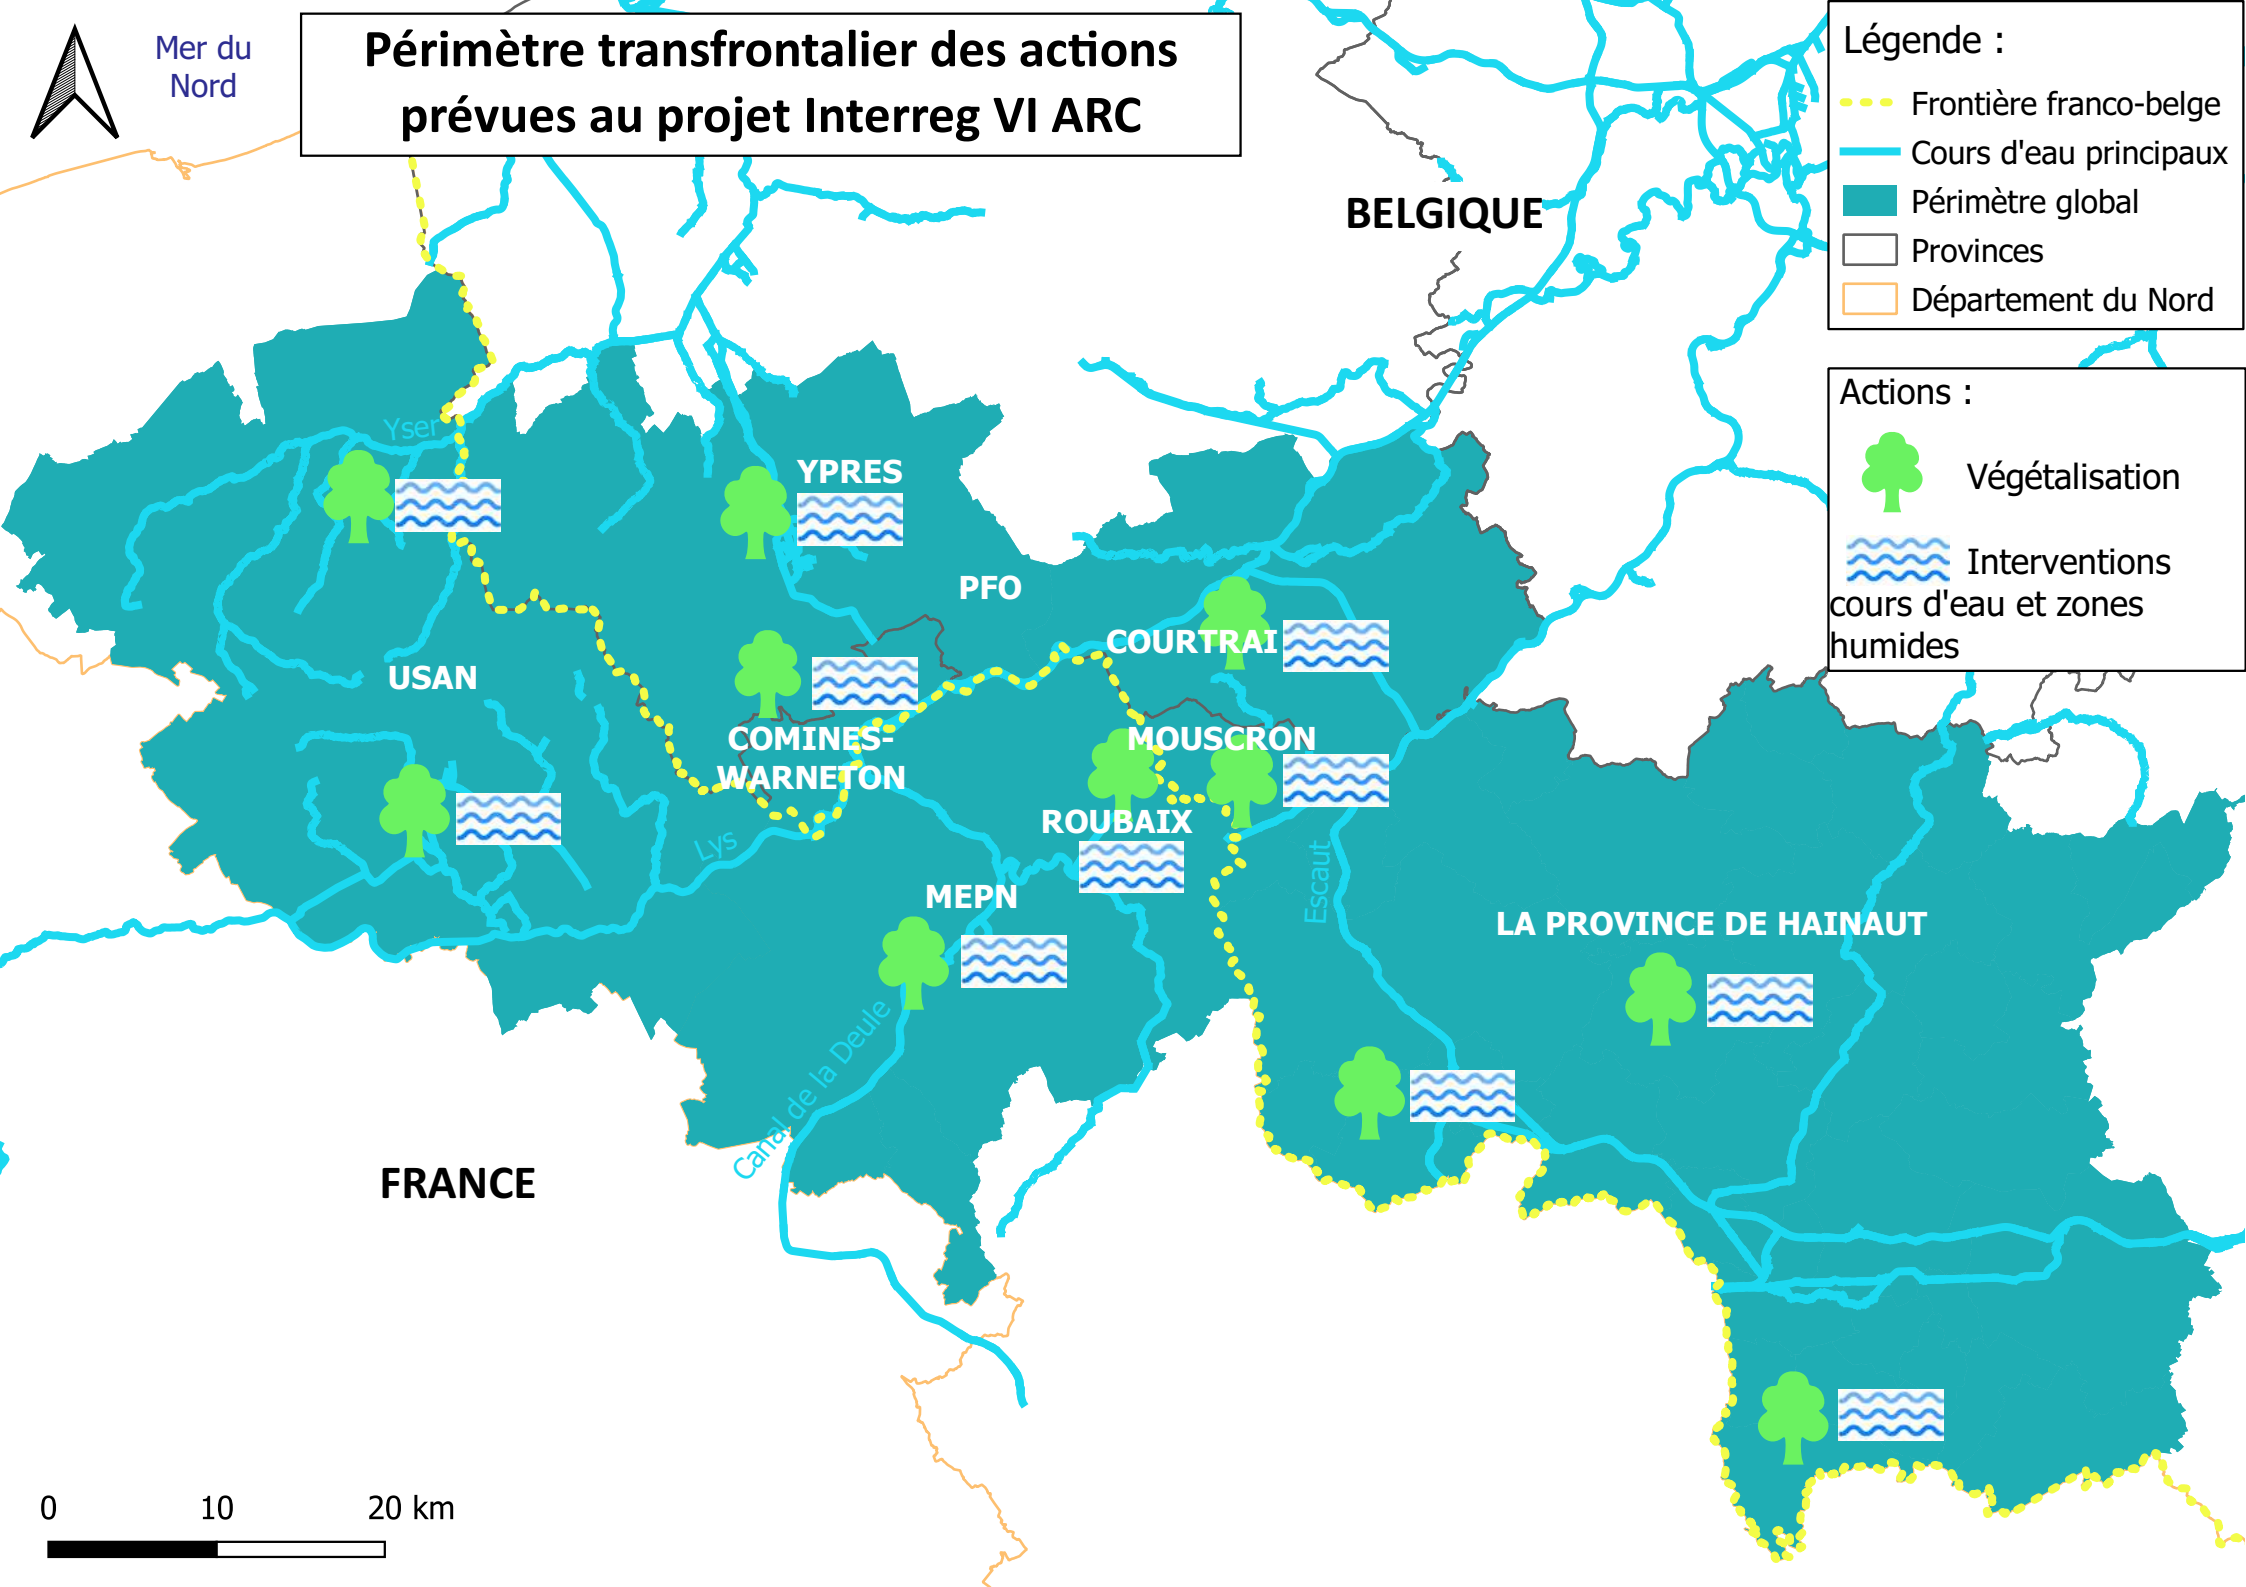 Périmètre transfrontalier des actions
prévues au projet Interreg VI ARC
Mer du
Nord
Légende :
Frontière franco-belge
Cours d'eau principaux
Périmètre global
Provinces
Département du Nord
BELGIQUE
Actions :
Végétalisation
Interventions
cours d'eau et zones
humides
Yser
YPRES
PFO
COURTRAI
USAN
COMINES-
WARNETON
MOUSCRON
ROUBAIX
Lys
Escaut
MEPN
LA PROVINCE DE HAINAUT
Canal de la Deule
FRANCE
0 10 20 km